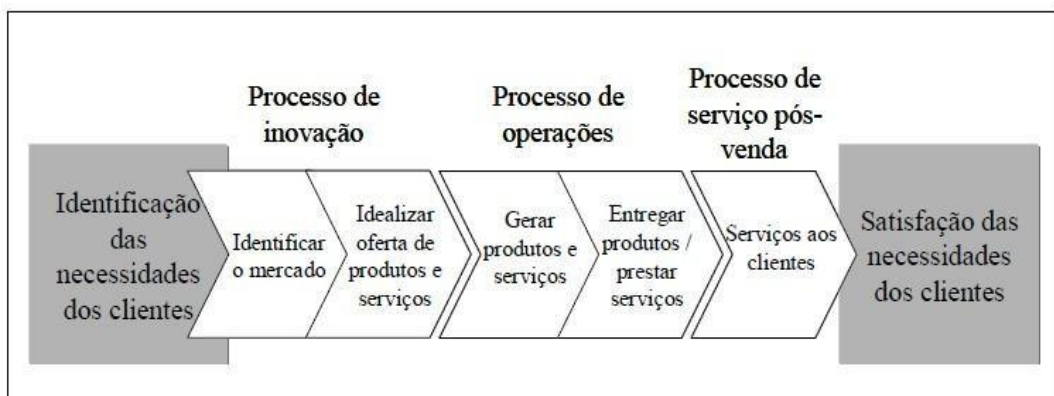 Processo de
inovação
Processo de
operações
Processo de
serviço pós-
venda
Identificação
das
necessidades
dos clientes
Identificar
o mercado
Idealizar
oferta de
produtos e
serviços
Gerar
produtos e
serviços
Entregar
produtos /
prestar
serviços
Serviços aos
clientes
Satisfação das
necessidades
dos clientes